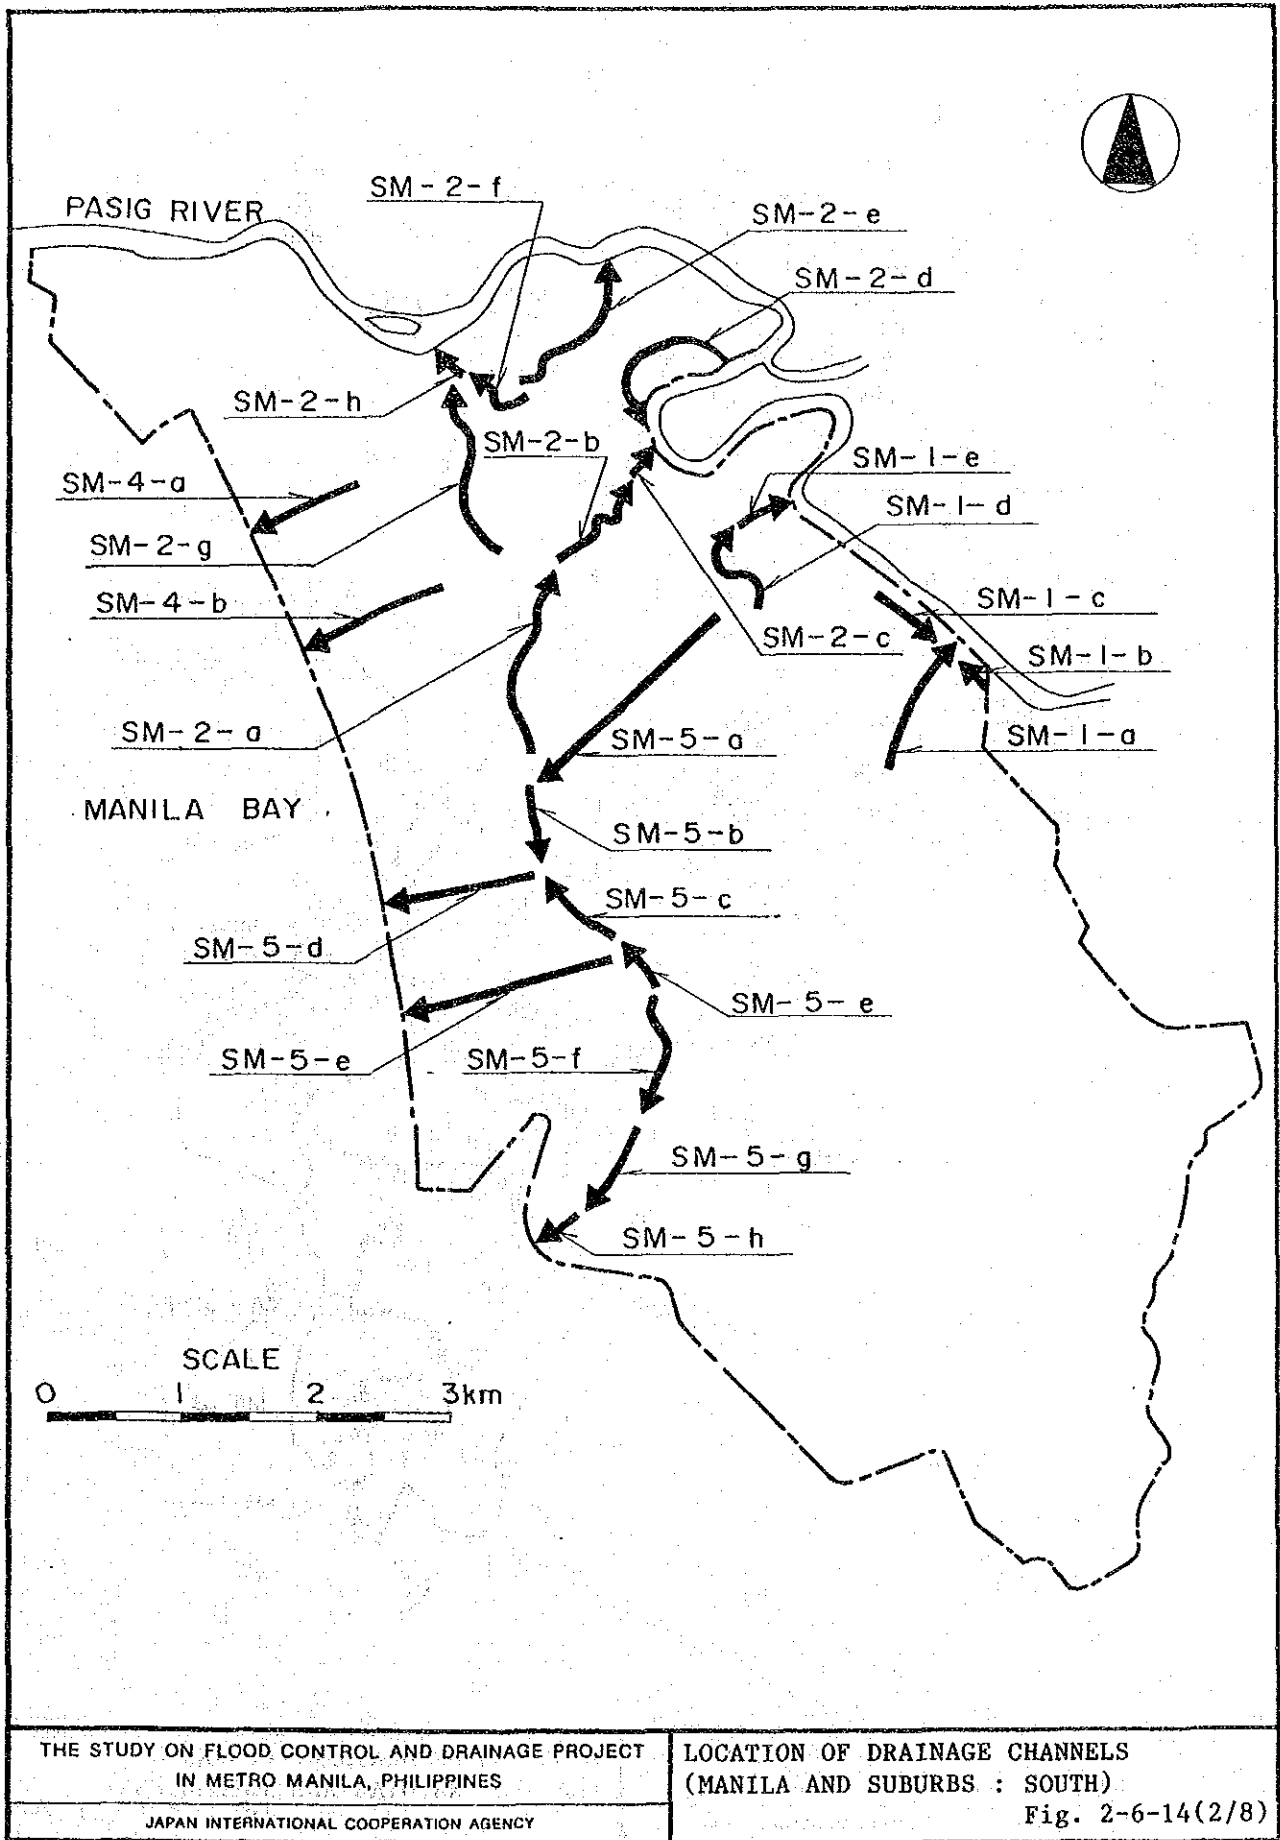 SM-2-f
PASIG RIVER
SM-2-e
SM-2-d
SM-2-h
SM-2-b
SM-1-e
SM-4-a
SM-1-d
SM-2-g
SM-4-b
SM-1-c
SM-2-c
SM-1-b
SM-2-a
SM-5-a
SM-1-a
MANILA BAY
SM-5-b
SM-5-c
SM-5-d
SM-5-e
SM-5-e
SM-5-f
SM-5-g
SM-5-h
SCALE
0 1 2 3km
THE STUDY ON FLOOD CONTROL AND DRAINAGE PROJECT
IN METRO MANILA, PHILIPPINES
JAPAN INTERNATIONAL COOPERATION AGENCY
LOCATION OF DRAINAGE CHANNELS
(MANILA AND SUBURBS : SOUTH)
Fig. 2-6-14(2/8)